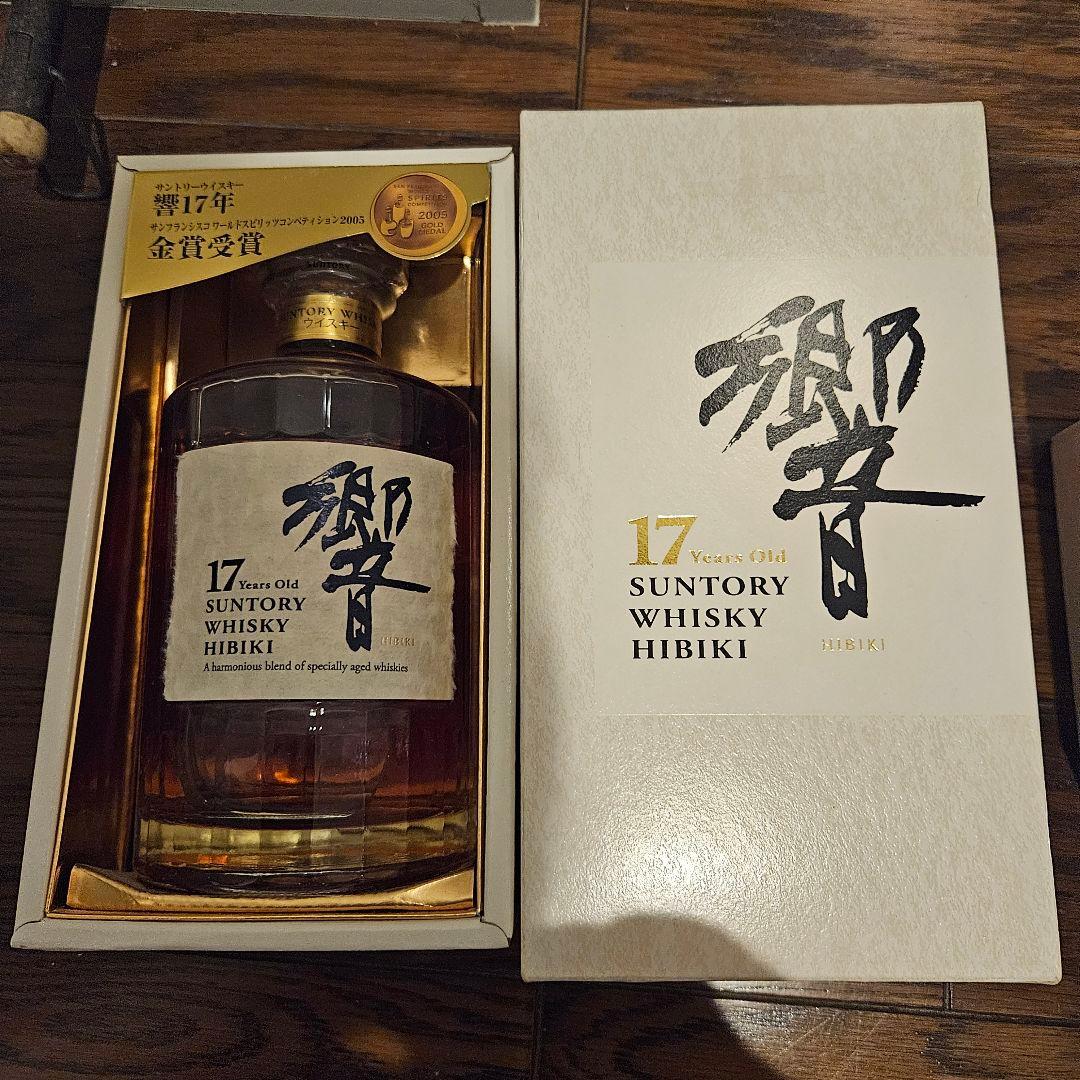 サントリーウイスキー
響17年
サンフランシスコ ワールドスピリッツコンペティション2005
金賞受賞
SPIRITS
COMPETITION
2005
GOLD
MEDAL
SUNTORY
SUNTORY WHISKY
ウイスキー
響
17 Years Old
SUNTORY
WHISKY
HIBIKI
HIBIKI
A harmonious blend of specially aged whiskies
響
17 Years Old
SUNTORY
WHISKY
HIBIKI
HIBIKI